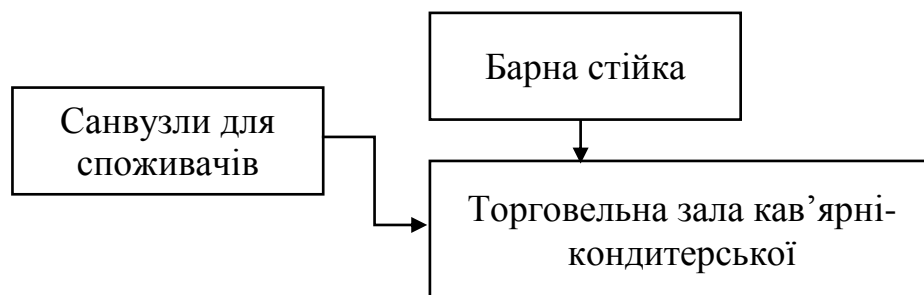 Барна стійка
Санвузли для
споживачів
Торговельна зала кав’ярні-
кондитерської